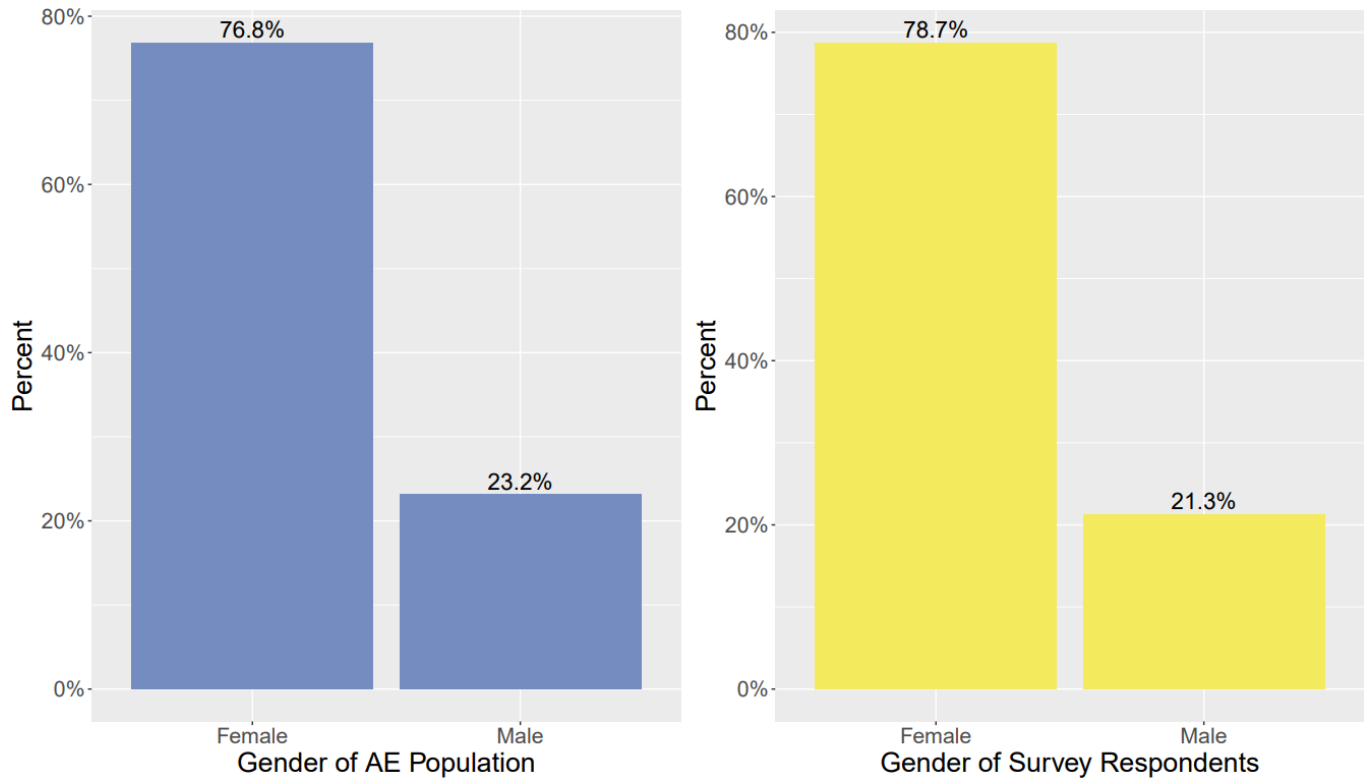 80%
60%
40%
20%
0%
Percent
76.8%
23.2%
Female Male
Gender of AE Population
80%
60%
40%
20%
0%
Percent
78.7%
21.3%
Female Male
Gender of Survey Respondents